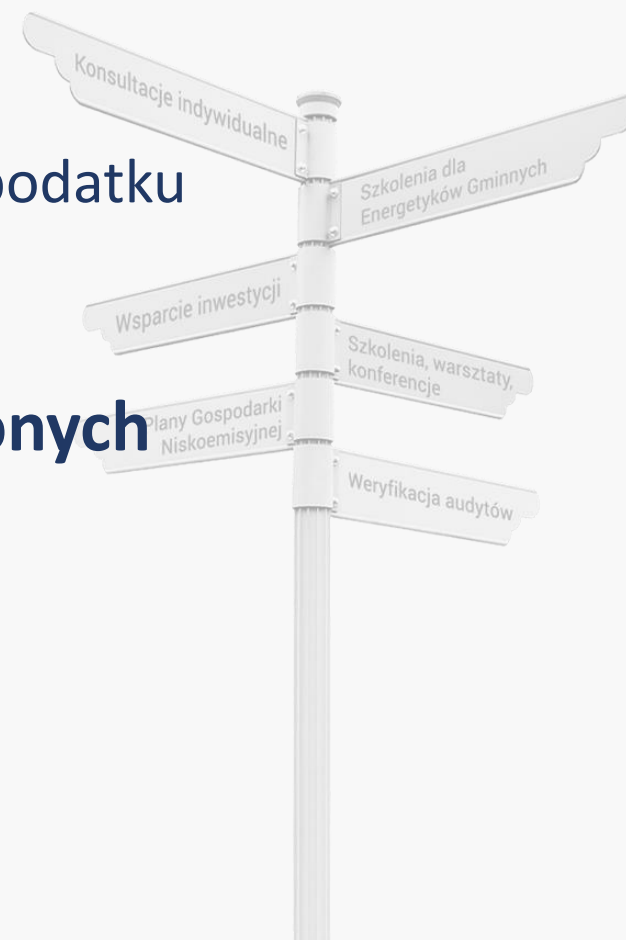 Konsultacje indywidualne
podatku
Szkolenia dla
Energetyków Gminnych
Wsparcie inwestycji
Szkolenia, warsztaty,
konferencje
onych
Plany Gospodarki
Niskoemisyjnej
Weryfikacja audytów